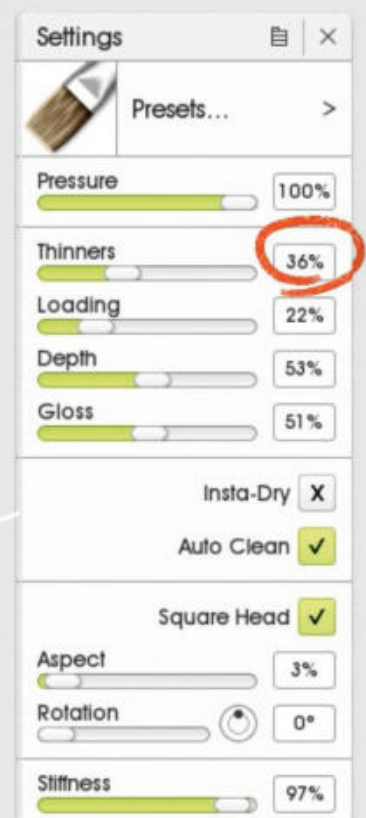 Settings
Presets... >
Pressure 100%
Thinners 36%
Loading 22%
Depth 53%
Gloss 51%
Insta-Dry X
Auto Clean ✓
Square Head ✓
Aspect 3%
Rotation 0°
Stiffness 97%